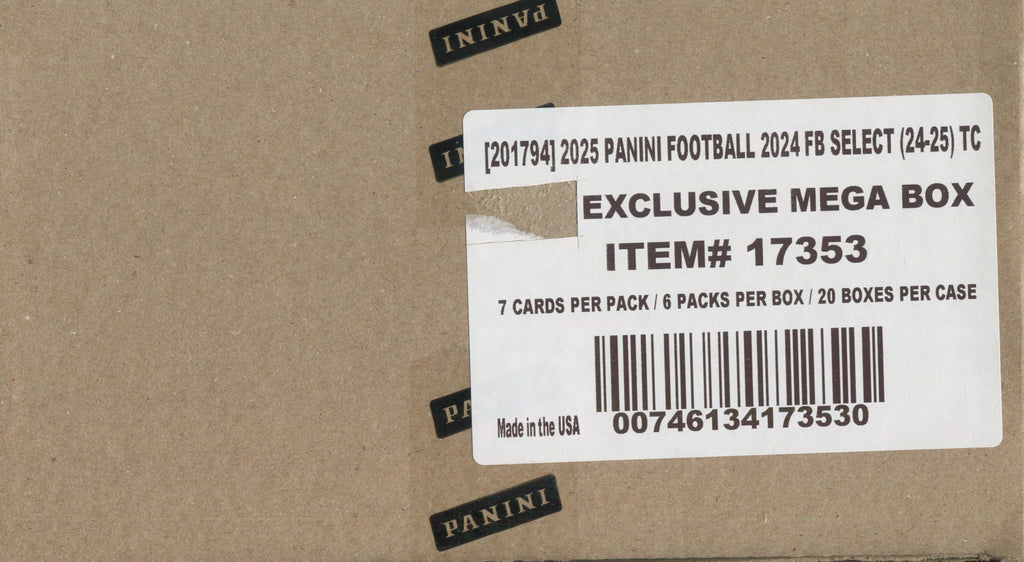 PANINI
[201794] 2025 PANINI FOOTBALL 2024 FB SELECT (24-25) TC
EXCLUSIVE MEGA BOX
ITEM# 17353
7 CARDS PER PACK / 6 PACKS PER BOX / 20 BOXES PER CASE
00746134173530
Made in the USA
PANINI